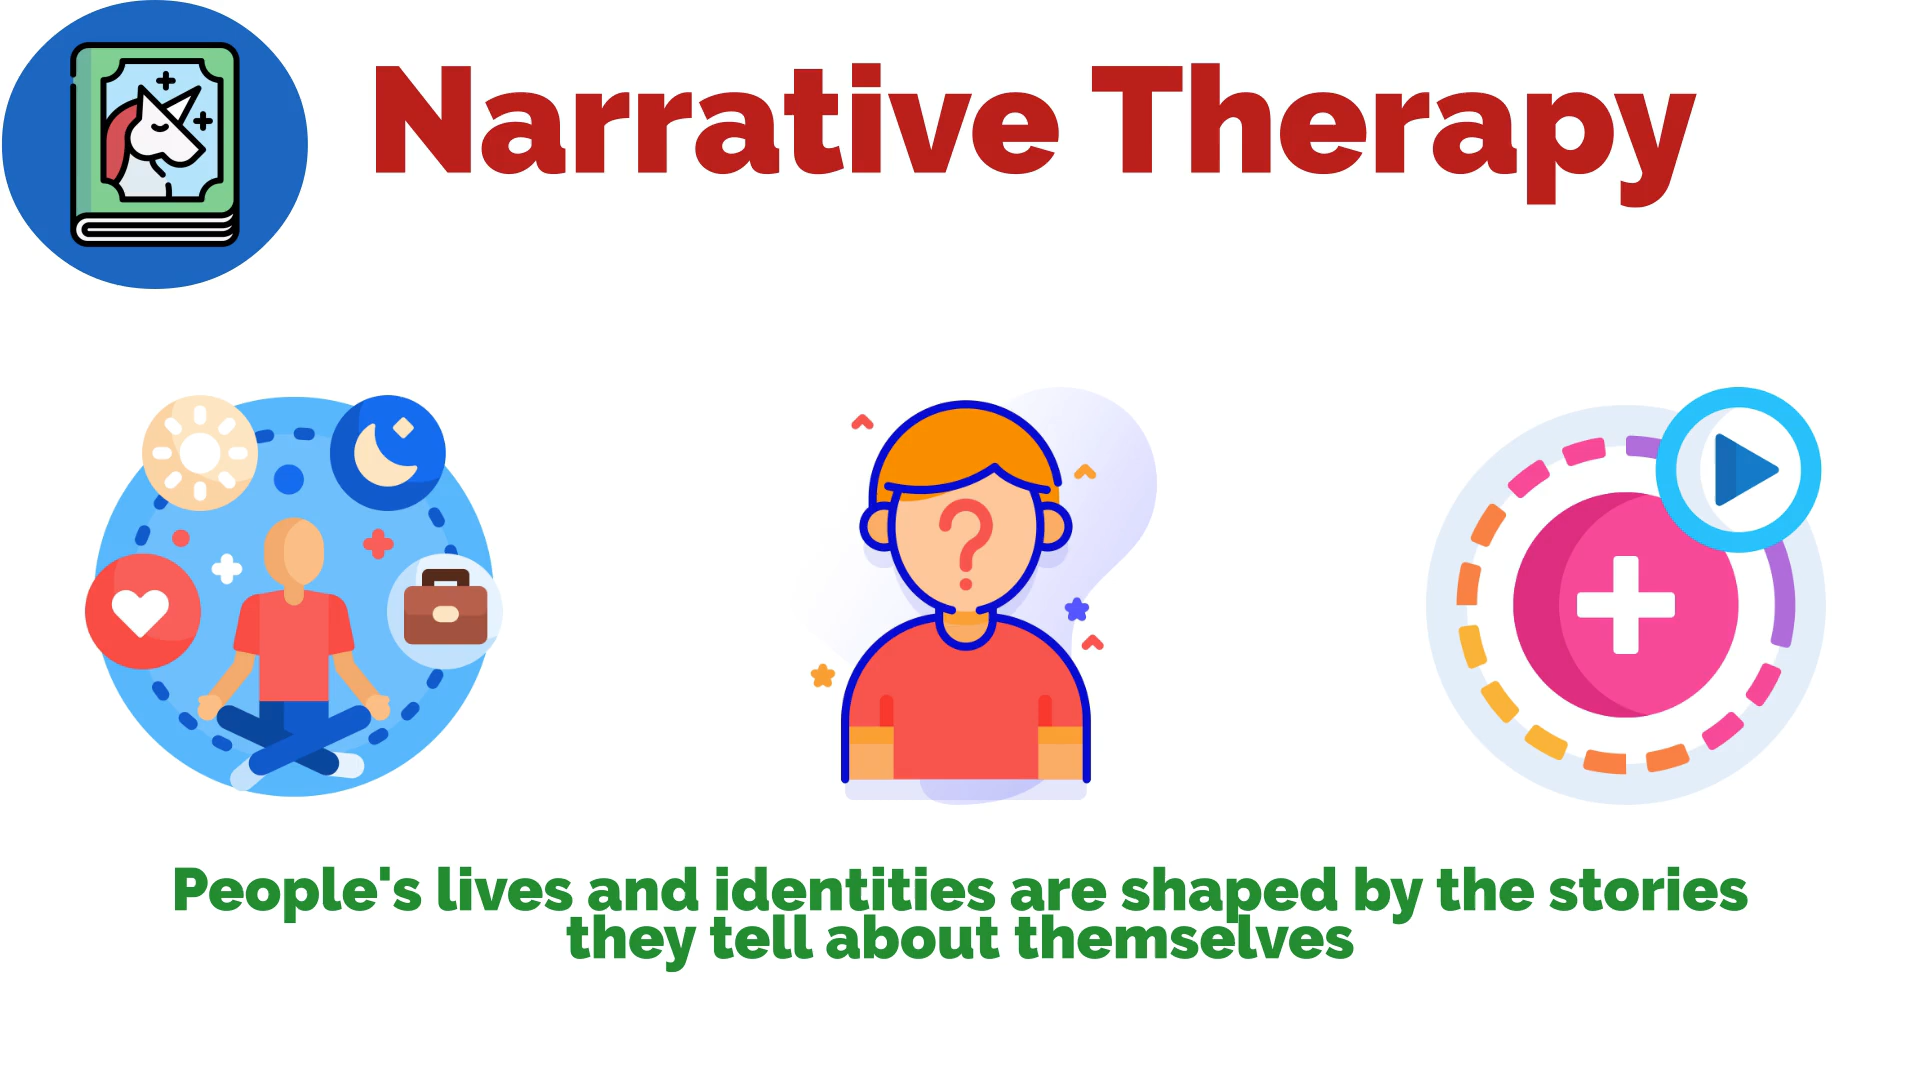 Narrative Therapy
People's lives and identities are shaped by the stories
they tell about themselves